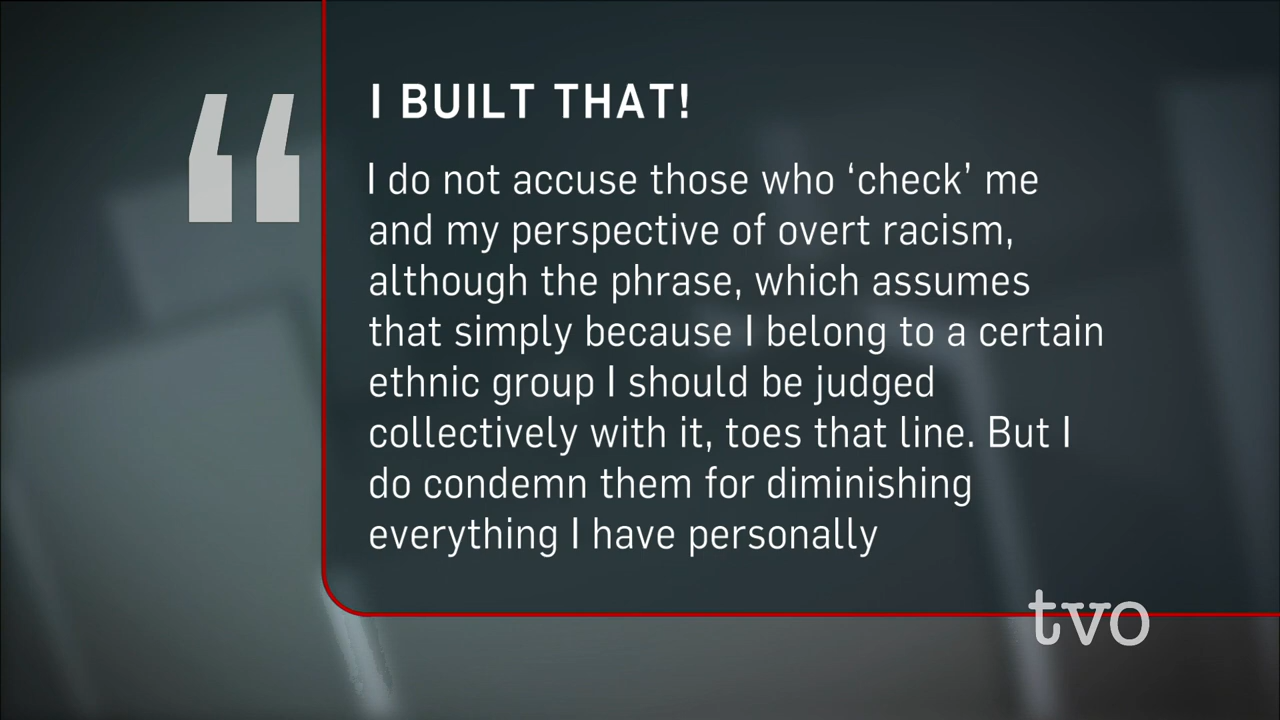 “
I BUILT THAT!
I do not accuse those who ‘check’ me
and my perspective of overt racism,
although the phrase, which assumes
that simply because I belong to a certain
ethnic group I should be judged
collectively with it, toes that line. But I
do condemn them for diminishing
everything I have personally
tvo